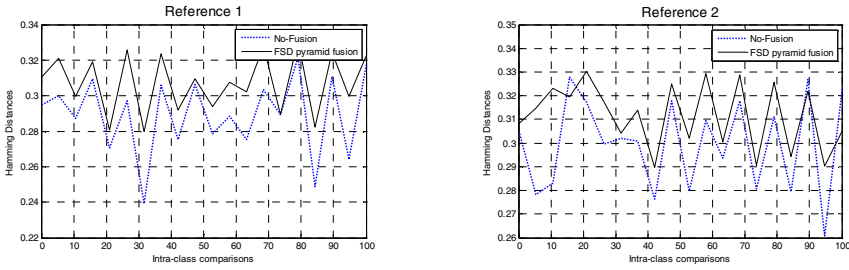 Reference 1
Hamming Distances
0.34
0.32
0.3
0.28
0.26
0.24
0.22
No-Fusion
FSD pyramid fusion
0 10 20 30 40 50 60 70 80 90 100
Intra-class comparisons
Reference 2
Hamming Distances
0.35
0.34
0.33
0.32
0.31
0.3
0.29
0.28
0.27
0.26
No-Fusion
FSD pyramid fusion
0 10 20 30 40 50 60 70 80 90 100
Intra-class comparisons